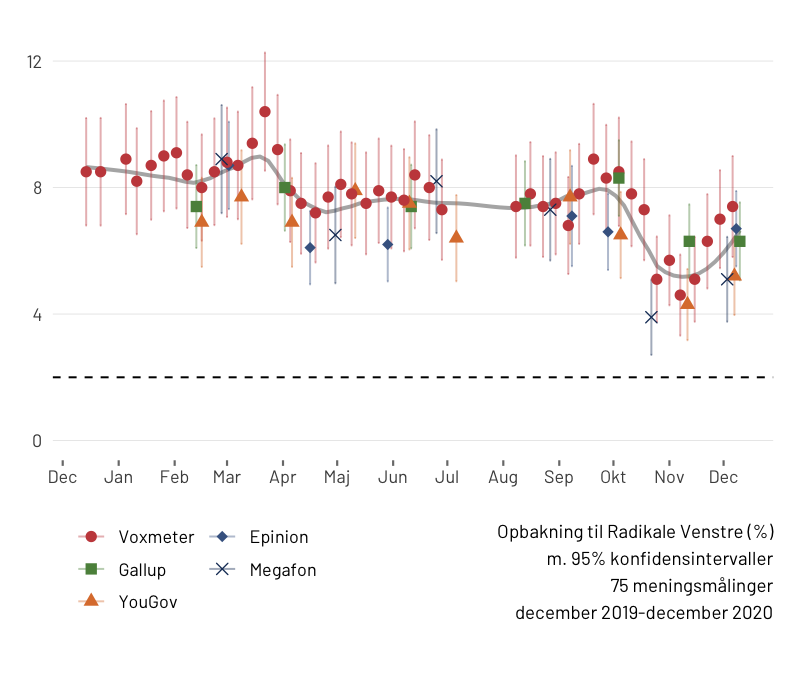 12
8
4
0
Dec Jan Feb Mar Apr Maj Jun Jul Aug Sep Okt Nov Dec
Voxmeter Epinion
Gallup Megafon
YouGov
Opbakning til Radikale Venstre (%)
m. 95% konfidensintervaller
75 meningsmålinger
december 2019-december 2020